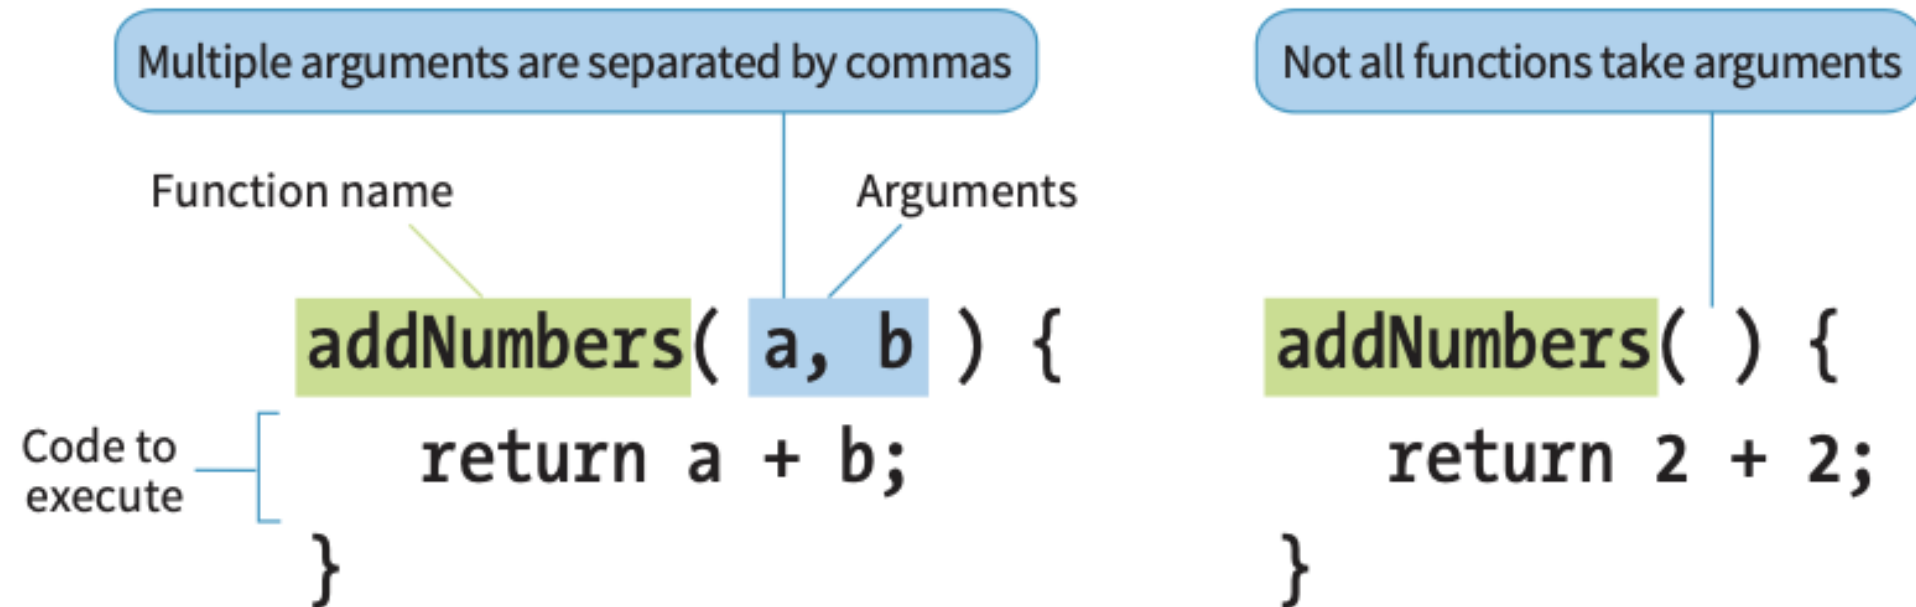 Multiple arguments are separated by commas
Not all functions take arguments
Function name
Arguments
addNumbers( a, b ) {
return a + b;
}
Code to
execute
addNumbers( ) {
return 2 + 2;
}